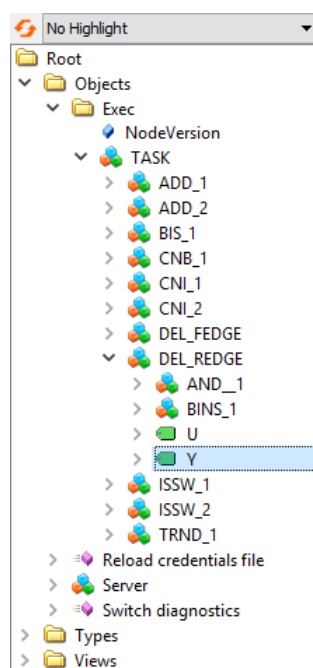 No Highlight
Root
Objects
Exec
NodeVersion
TASK
ADD_1
ADD_2
BIS_1
CNB_1
CNI_1
CNI_2
DEL_FEDGE
DEL_REDGE
AND__1
BINS_1
U
Y
ISSW_1
ISSW_2
TRND_1
Reload credentials file
Server
Switch diagnostics
Types
Views